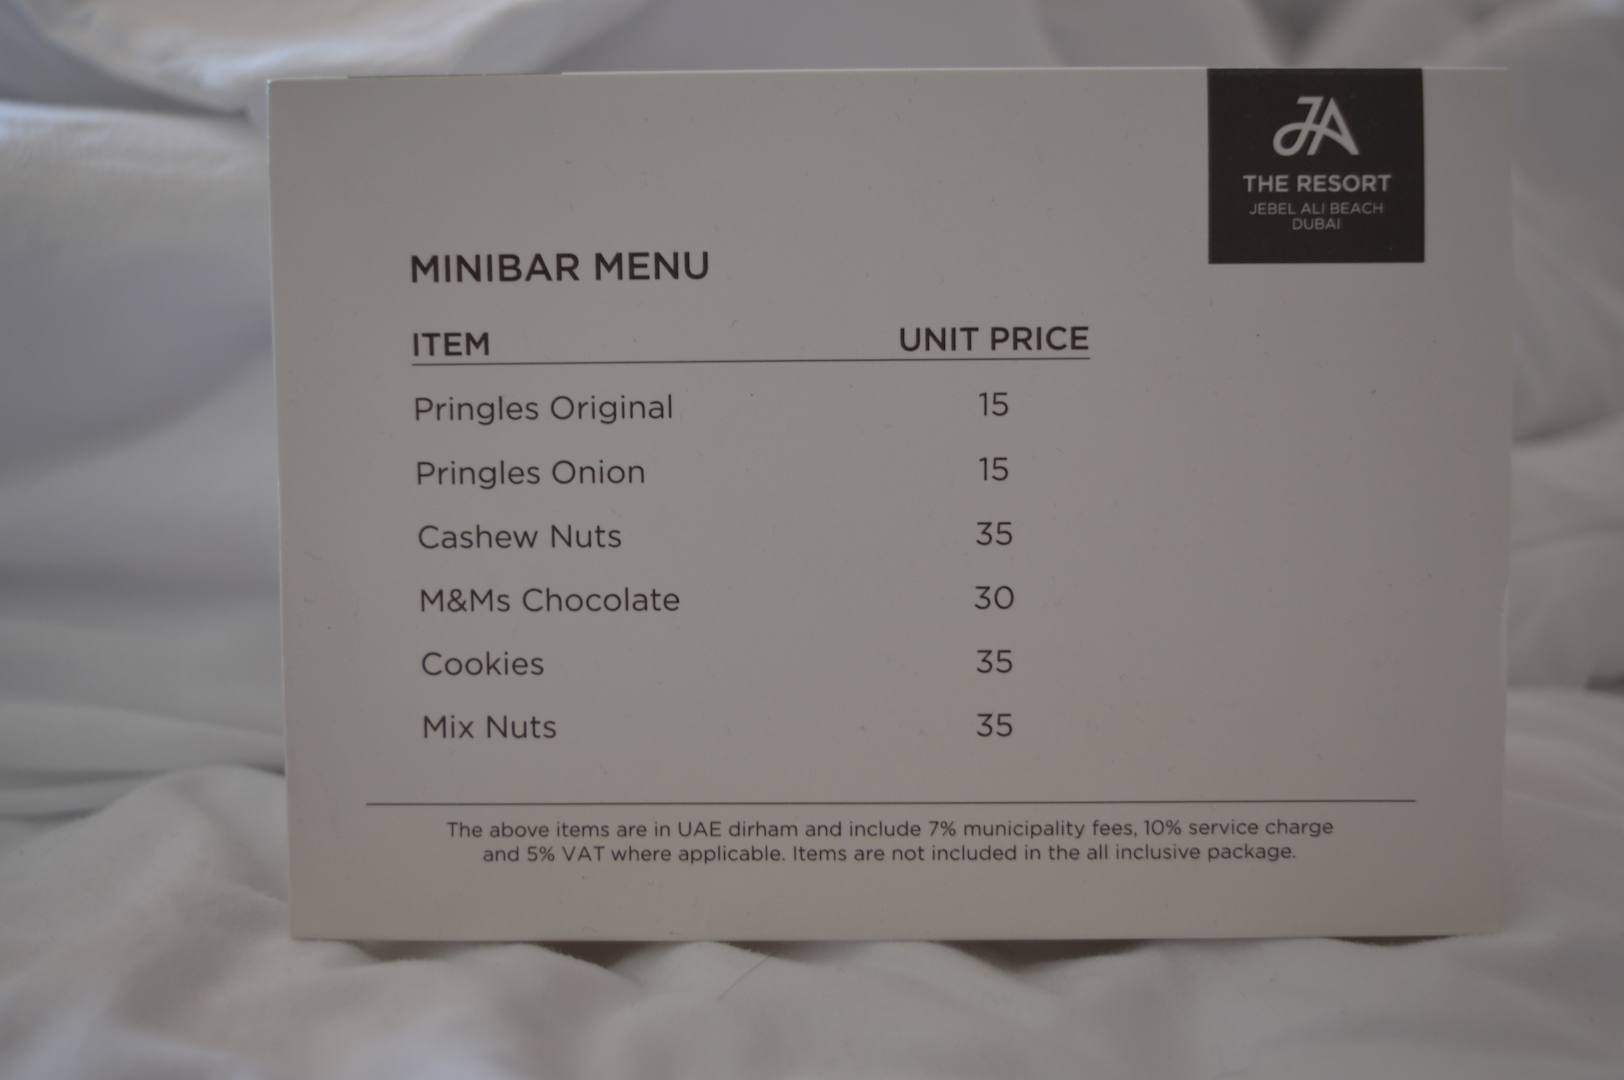 JA
THE RESORT
JEBEL ALI BEACH
DUBAI
MINIBAR MENU
ITEM UNIT PRICE
Pringles Original 15
Pringles Onion 15
Cashew Nuts 35
M&Ms Chocolate 30
Cookies 35
Mix Nuts 35
The above items are in UAE dirham and include 7% municipality fees, 10% service charge
and 5% VAT where applicable. Items are not included in the all inclusive package.